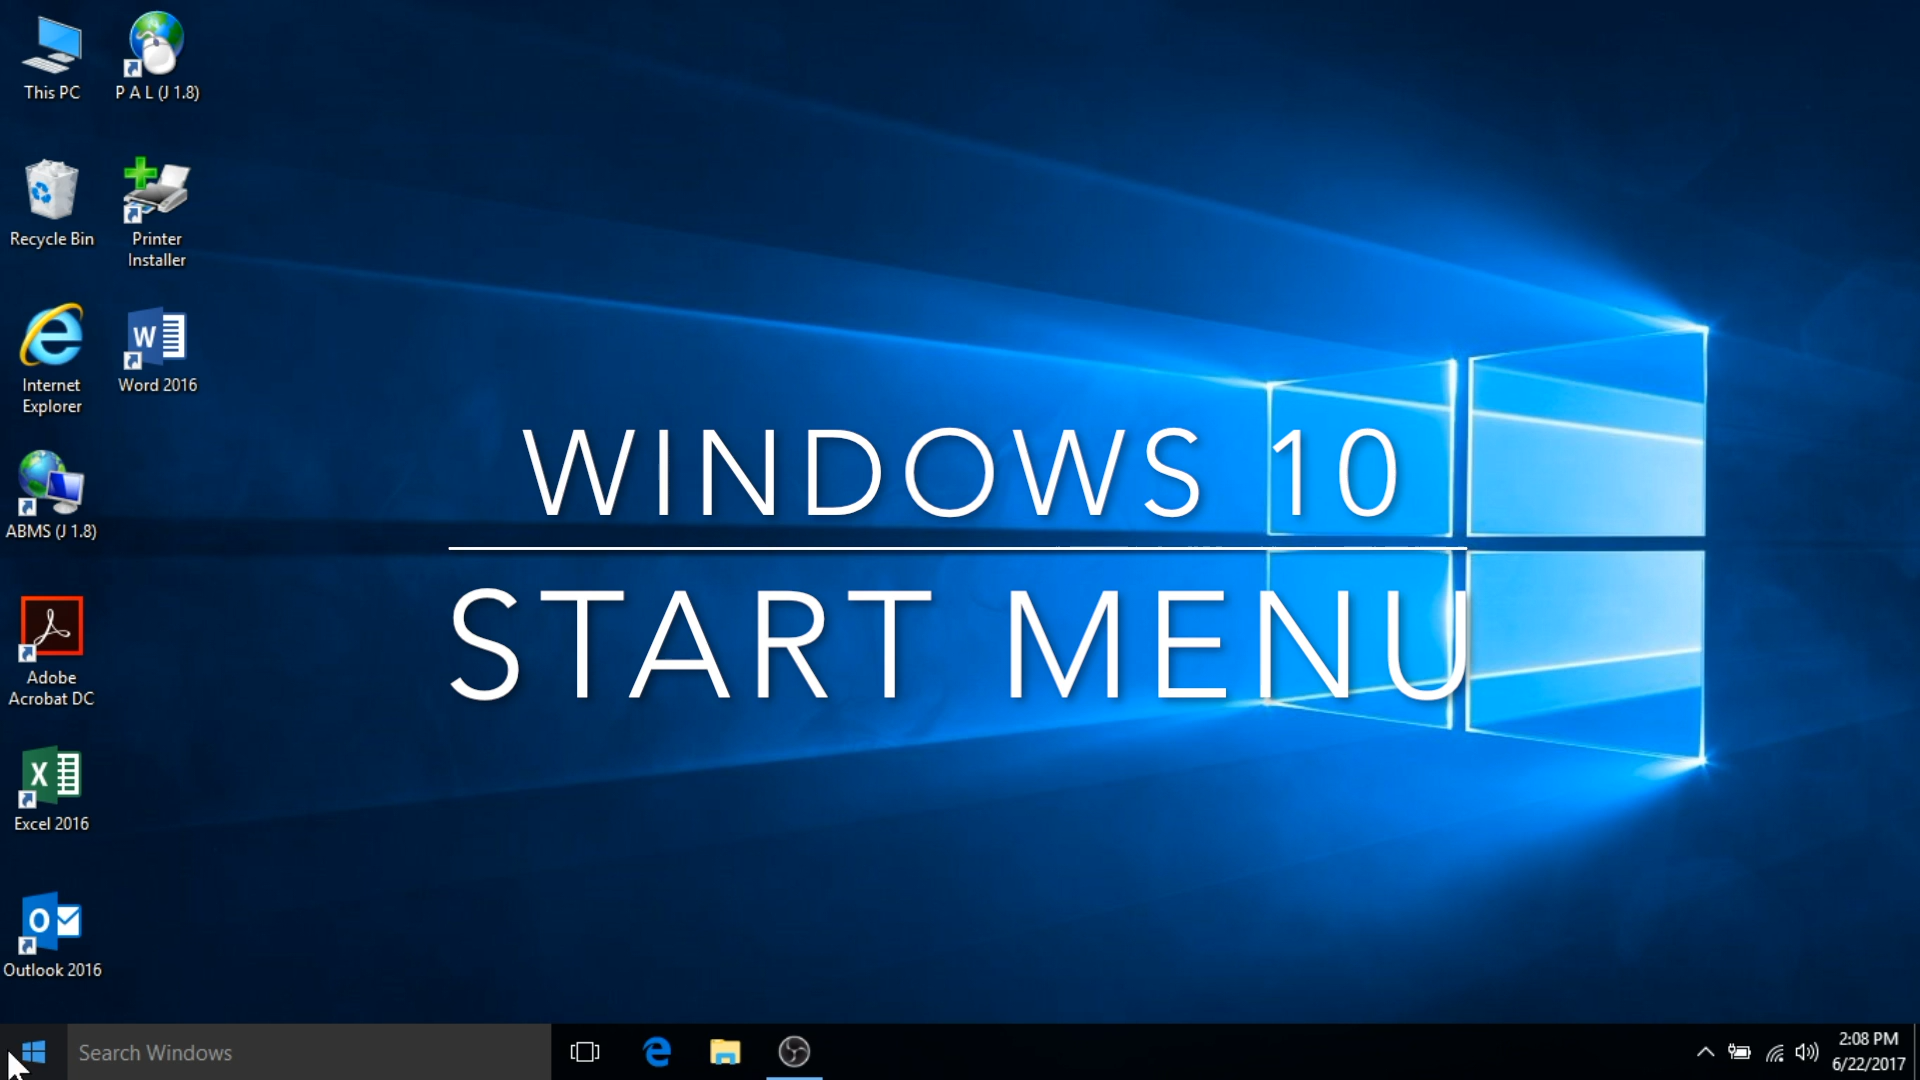 This PC
P A L (J 1.8)
Recycle Bin
Printer
Installer
Internet
Explorer
Word 2016
ABMS (J 1.8)
Adobe
Acrobat DC
Excel 2016
Outlook 2016
WINDOWS 10
START MENU
Search Windows
2:08 PM
6/22/2017